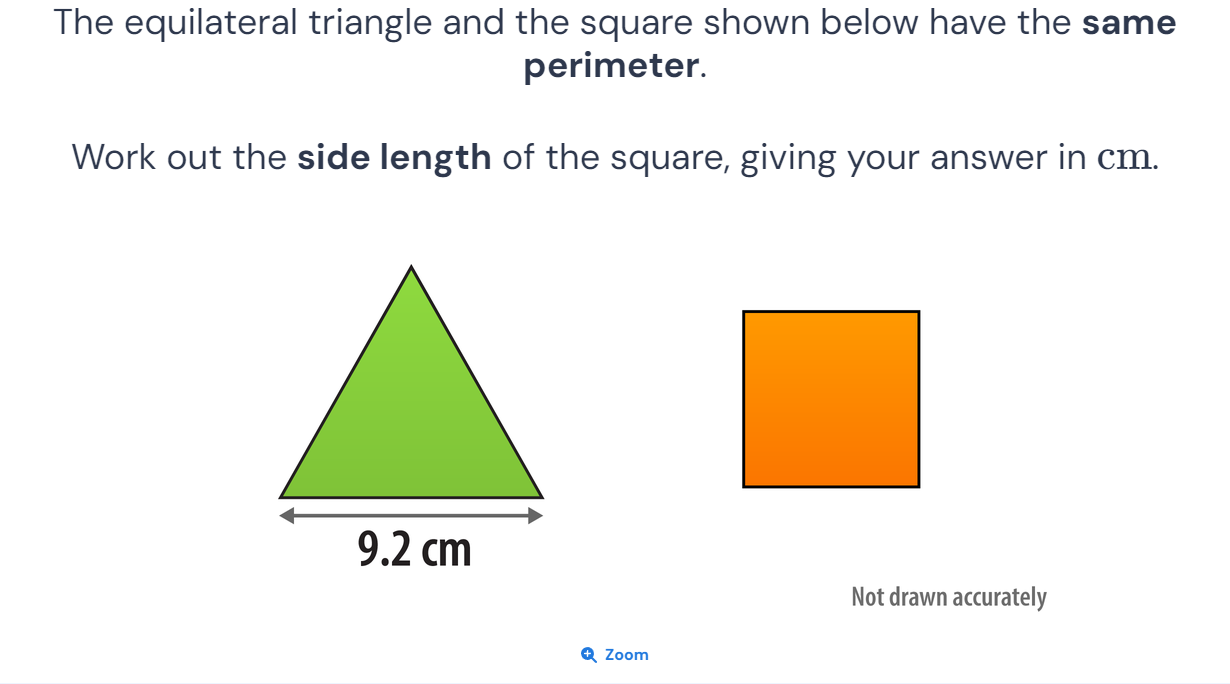 The equilateral triangle and the square shown below have the same
perimeter.
Work out the side length of the square, giving your answer in cm.
9.2 cm
Not drawn accurately
Zoom